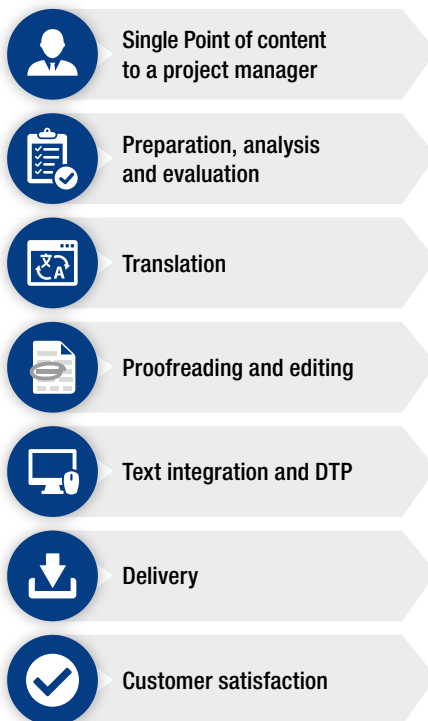 Single Point of content
to a project manager
Preparation, analysis
and evaluation
文
A
Translation
Proofreading and editing
Text integration and DTP
Delivery
Customer satisfaction